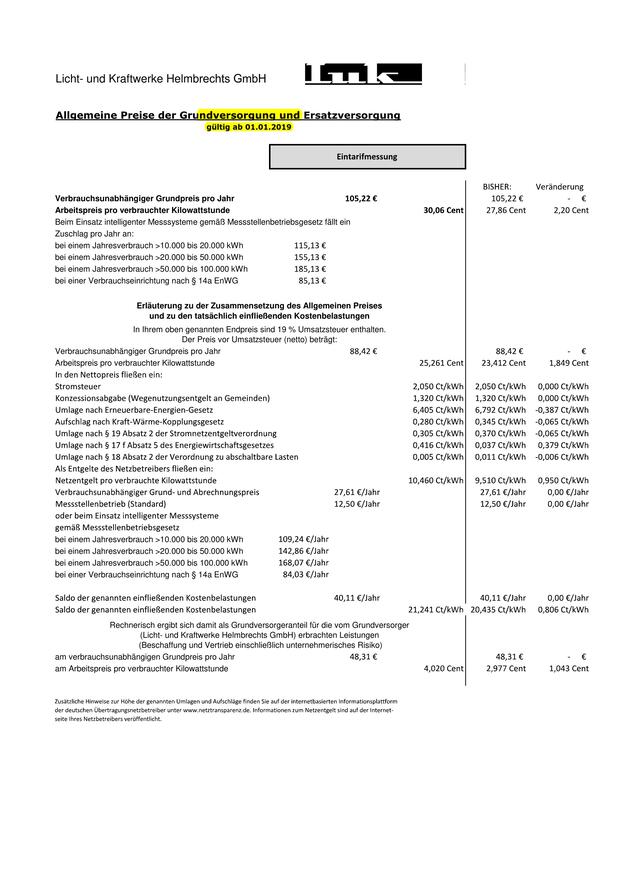 Licht- und Kraftwerke Helmbrechts GmbH
Allgemeine Preise der Grundversorgung und Ersatzversorgung
gültig ab 01.01.2019
Eintarifmessung
BISHER: Veränderung
Verbrauchsunabhängiger Grundpreis pro Jahr 105,22 € 105,22 € - €
Arbeitspreis pro verbrauchter Kilowattstunde 30,06 Cent 27,86 Cent 2,20 Cent
Beim Einsatz intelligenter Messsysteme gemäß Messstellenbetriebsgesetz fällt ein
Zuschlag pro Jahr an:
bei einem Jahresverbrauch >10.000 bis 20.000 kWh 115,13 €
bei einem Jahresverbrauch >20.000 bis 50.000 kWh 155,13 €
bei einem Jahresverbrauch >50.000 bis 100.000 kWh 185,13 €
bei einer Verbrauchseinrichtung nach § 14a EnWG 85,13 €
Erläuterung zu der Zusammensetzung des Allgemeinen Preises
und zu den tatsächlich einfließenden Kostenbelastungen
In Ihrem oben genannten Endpreis sind 19 % Umsatzsteuer enthalten.
Der Preis vor Umsatzsteuer (netto) beträgt:
Verbrauchsunabhängiger Grundpreis pro Jahr 88,42 € 88,42 € - €
Arbeitspreis pro verbrauchter Kilowattstunde 25,261 Cent 23,412 Cent 1,849 Cent
In den Nettopreis fließen ein:
Stromsteuer 2,050 Ct/kWh 2,050 Ct/kWh 0,000 Ct/kWh
Konzessionsabgabe (Wegenutzungsentgelt an Gemeinden) 1,320 Ct/kWh 1,320 Ct/kWh 0,000 Ct/kWh
Umlage nach Erneuerbare-Energien-Gesetz 6,405 Ct/kWh 6,792 Ct/kWh -0,387 Ct/kWh
Aufschlag nach Kraft-Wärme-Kopplungsgesetz 0,280 Ct/kWh 0,345 Ct/kWh -0,065 Ct/kWh
Umlage nach § 19 Absatz 2 der Stromnetzentgeltverordnung 0,305 Ct/kWh 0,370 Ct/kWh -0,065 Ct/kWh
Umlage nach § 17 f Absatz 5 des Energiewirtschaftsgesetzes 0,416 Ct/kWh 0,037 Ct/kWh 0,379 Ct/kWh
Umlage nach § 18 Absatz 2 der Verordnung zu abschaltbare Lasten 0,005 Ct/kWh 0,011 Ct/kWh -0,006 Ct/kWh
Als Entgelte des Netzbetreibers fließen ein:
Netzentgelt pro verbrauchte Kilowattstunde 10,460 Ct/kWh 9,510 Ct/kWh 0,950 Ct/kWh
Verbrauchsunabhängiger Grund- und Abrechnungspreis 27,61 €/Jahr 27,61 €/Jahr 0,00 €/Jahr
Messstellenbetrieb (Standard) 12,50 €/Jahr 12,50 €/Jahr 0,00 €/Jahr
oder beim Einsatz intelligenter Messsysteme
gemäß Messstellenbetriebsgesetz
bei einem Jahresverbrauch >10.000 bis 20.000 kWh 109,24 €/Jahr
bei einem Jahresverbrauch >20.000 bis 50.000 kWh 142,86 €/Jahr
bei einem Jahresverbrauch >50.000 bis 100.000 kWh 168,07 €/Jahr
bei einer Verbrauchseinrichtung nach § 14a EnWG 84,03 €/Jahr
Saldo der genannten einfließenden Kostenbelastungen 40,11 €/Jahr 40,11 €/Jahr 0,00 €/Jahr
Saldo der genannten einfließenden Kostenbelastungen 21,241 Ct/kWh 20,435 Ct/kWh 0,806 Ct/kWh
Rechnerisch ergibt sich damit als Grundversorgeranteil für die vom Grundversorger
(Licht- und Kraftwerke Helmbrechts GmbH) erbrachten Leistungen
(Beschaffung und Vertrieb einschließlich unternehmerisches Risiko)
am verbrauchsunabhängigen Grundpreis pro Jahr 48,31 € 48,31 € - €
am Arbeitspreis pro verbrauchte Kilowattstunde 4,020 Cent 2,977 Cent 1,043 Cent
Zusätzliche Hinweise zur Höhe der genannten Umlagen und Aufschläge finden Sie auf der internetbasierten Informationsplattform
der deutschen Übertragungsnetzbetreiber unter www.netztransparenz.de. Informationen zum Netzentgelt sind auf der Internet-
seite Ihres Netzbetreibers veröffentlicht.